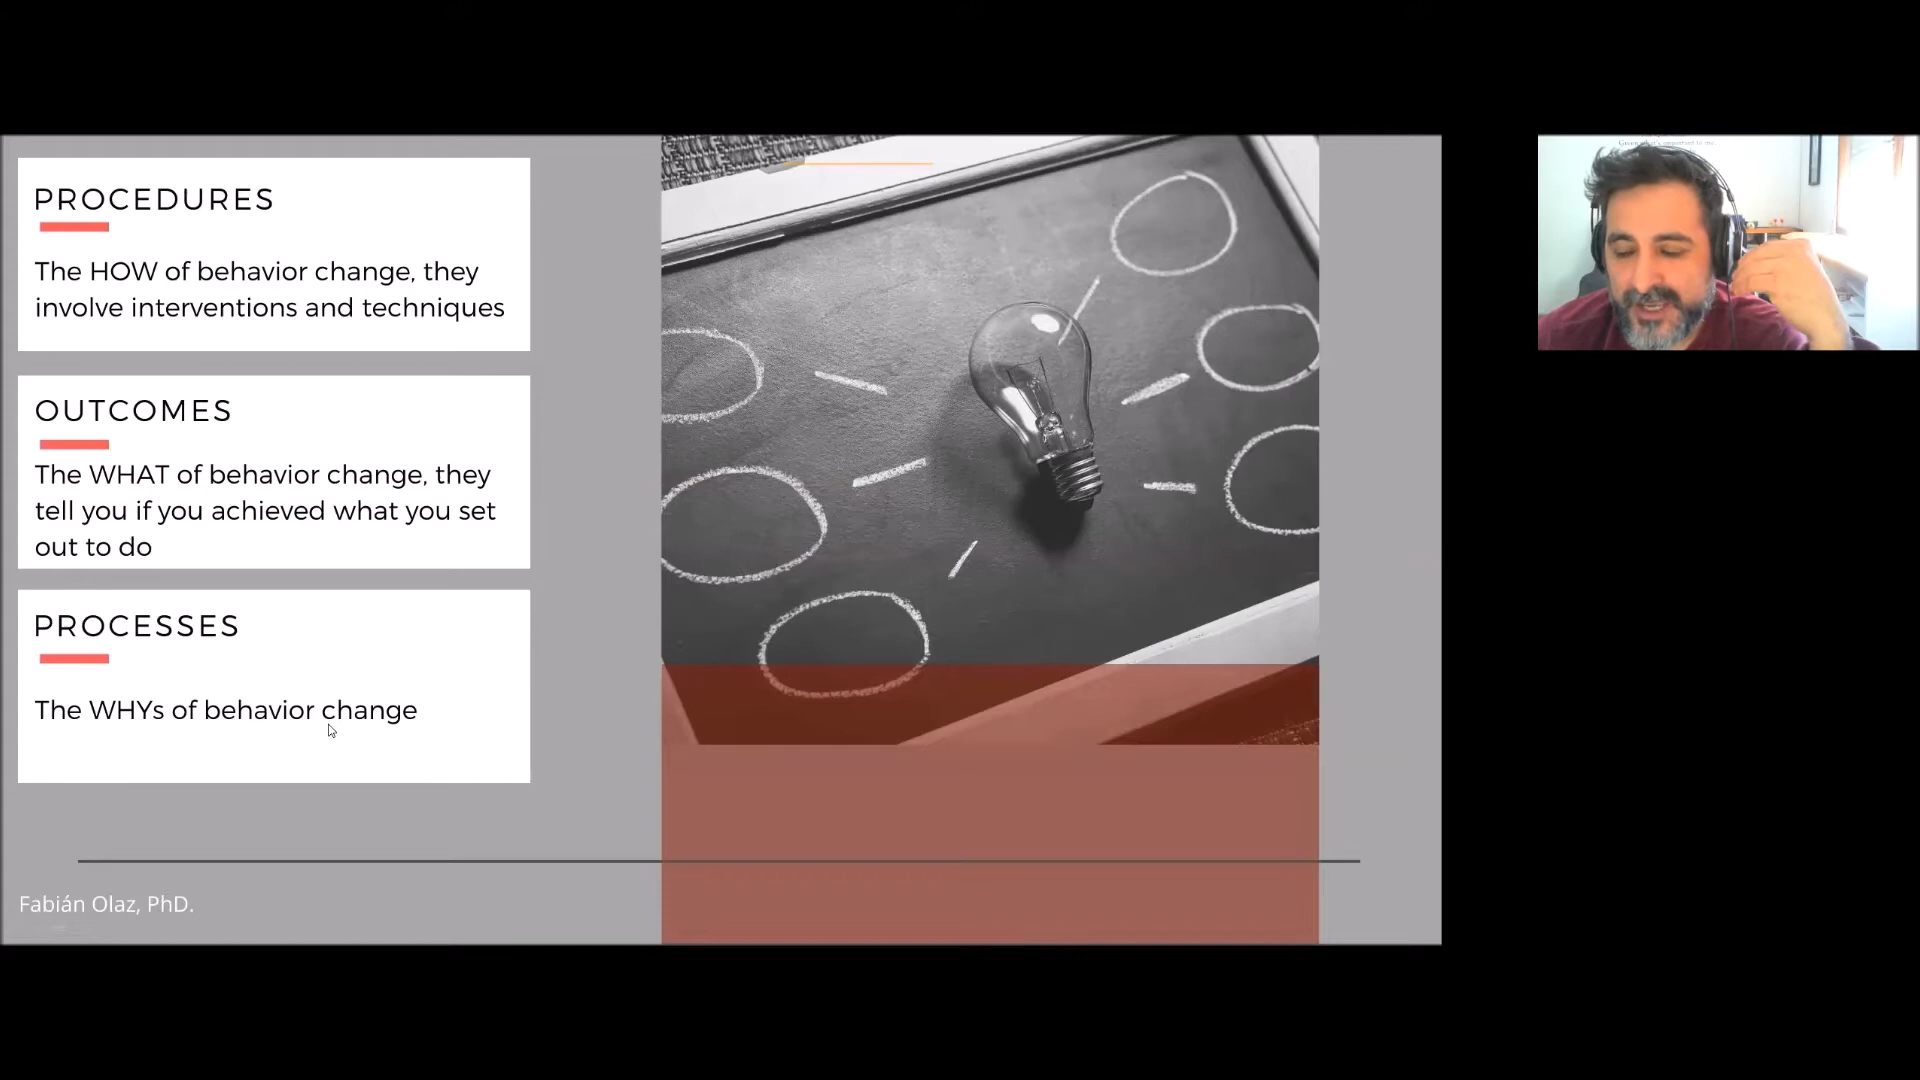 PROCEDURES
The HOW of behavior change, they
involve interventions and techniques
OUTCOMES
The WHAT of behavior change, they
tell you if you achieved what you set
out to do
PROCESSES
The WHYs of behavior change
Fabián Olaz, PhD.